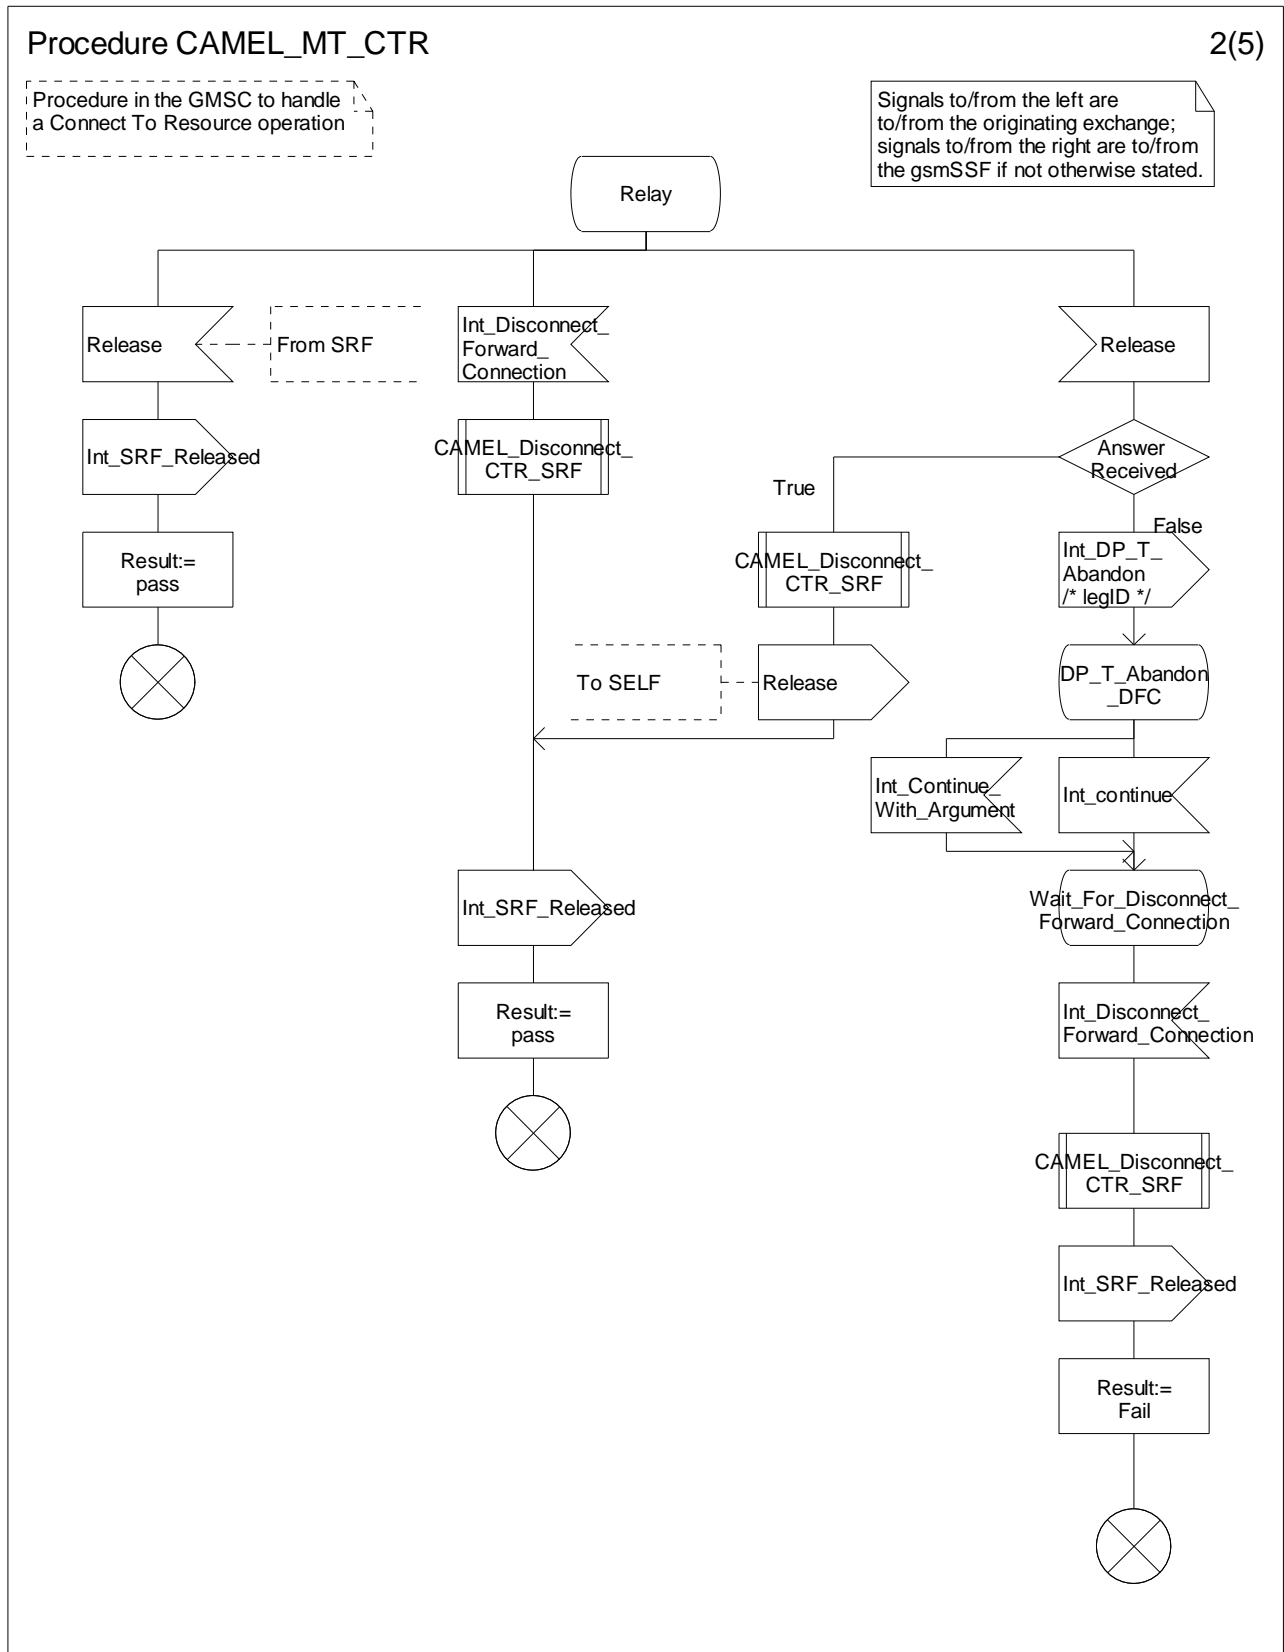 Procedure CAMEL_MT_CTR
2(5)
Procedure in the GMSC to handle
a Connect To Resource operation
Signals to/from the left are
to/from the originating exchange;
signals to/from the right are to/from
the gsmSSF if not otherwise stated.
Relay
Release
From SRF
Int_Disconnect_
Forward_
Connection
Release
Int_SRF_Released
CAMEL_Disconnect_
CTR_SRF
Answer
Received
True
False
Result:=
pass
CAMEL_Disconnect_
CTR_SRF
Int_DP_T_
Abandon
/* legID */
To SELF
Release
DP_T_Abandon
_DFC
Int_Continue_
With_Argument
Int_continue
Int_SRF_Released
Wait_For_Disconnect_
Forward_Connection
Result:=
pass
Int_Disconnect_
Forward_Connection
CAMEL_Disconnect_
CTR_SRF
Int_SRF_Released
Result:=
Fail